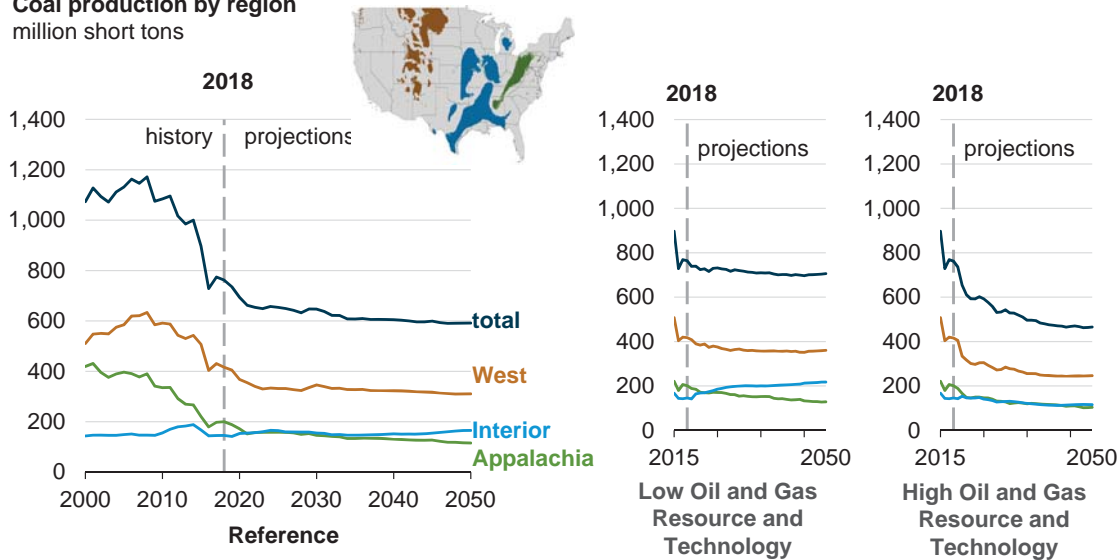 Coal production by region
million short tons
2018
1,400
history
projections
1,200
1,000
800
600
400
200
0
total
West
Interior
Appalachia
2000
2010
2020
2030
2040
2050
Reference
2018
1,400
projections
1,200
1,000
800
600
400
200
0
2015
2050
Low Oil and Gas
Resource and
Technology
2018
1,400
projections
1,200
1,000
800
600
400
200
0
2015
2050
High Oil and Gas
Resource and
Technology